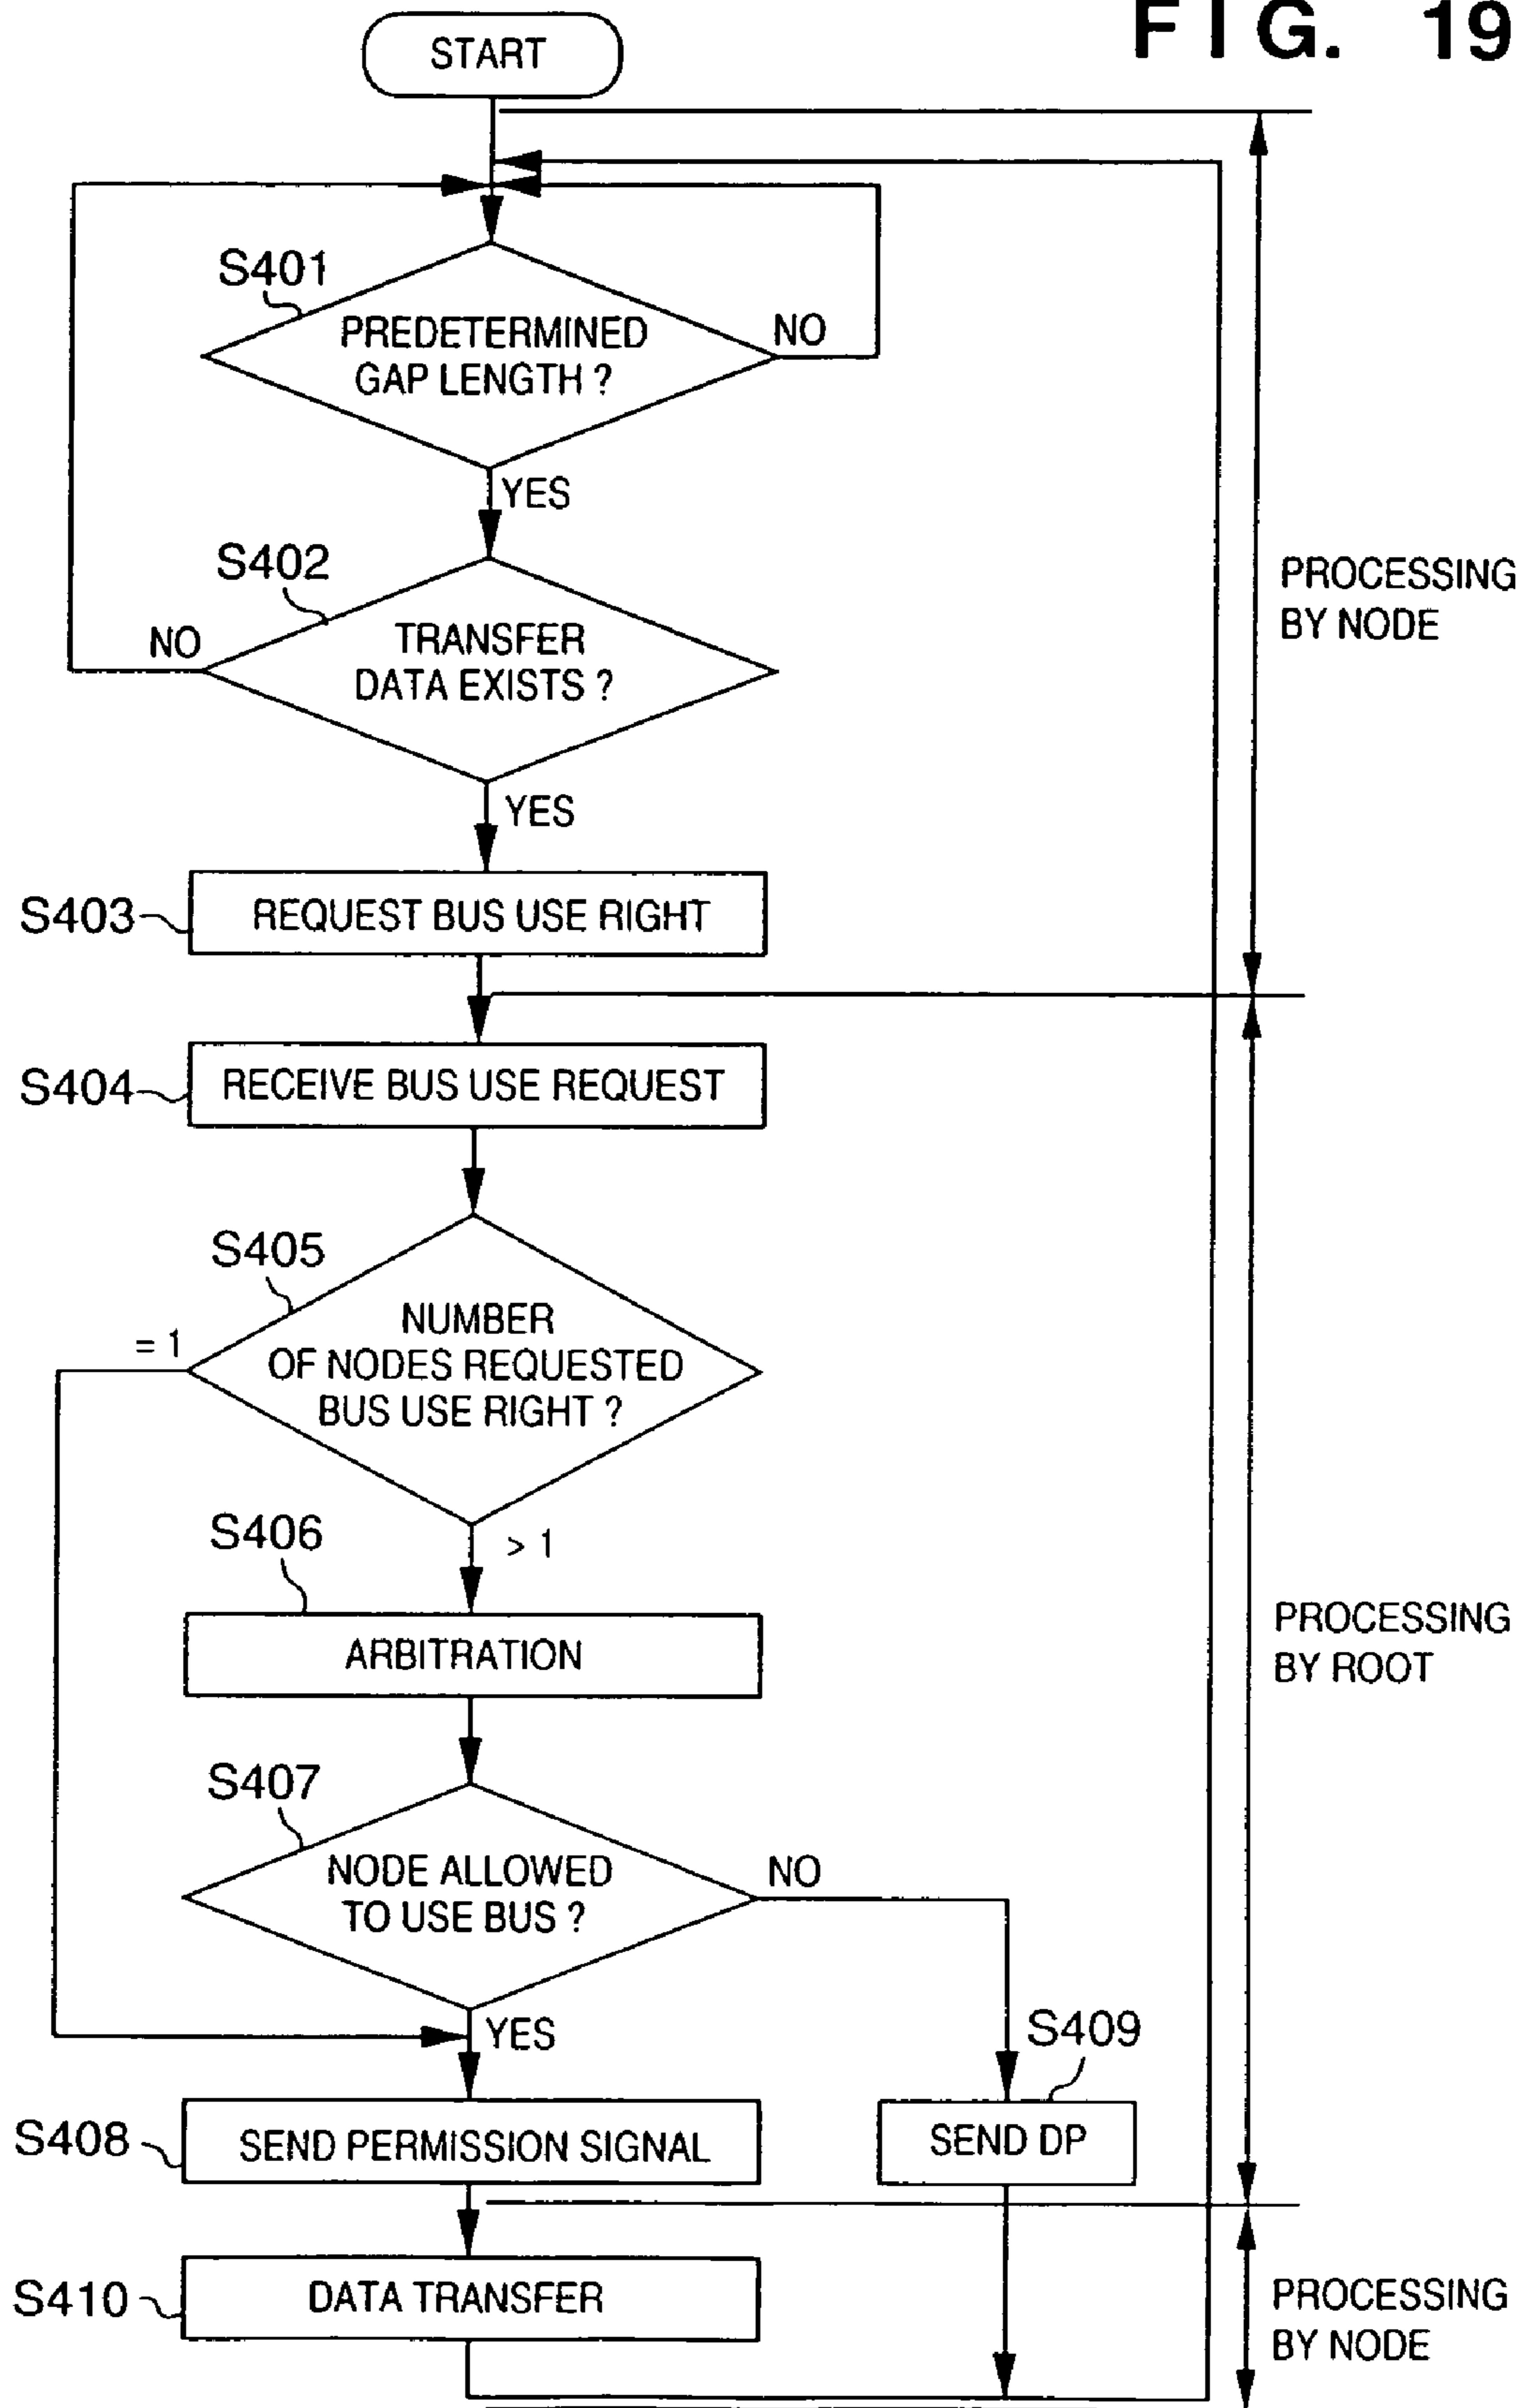 FIG. 19
START
S401
PREDETERMINED
GAP LENGTH ?
NO
YES
S402
TRANSFER
DATA EXISTS ?
NO
YES
PROCESSING
BY NODE
S403
REQUEST BUS USE RIGHT
S404
RECEIVE BUS USE REQUEST
S405
NUMBER
OF NODES REQUESTED
BUS USE RIGHT ?
= 1
> 1
S406
ARBITRATION
PROCESSING
BY ROOT
S407
NODE ALLOWED
TO USE BUS ?
NO
YES
S409
S408
SEND PERMISSION SIGNAL
SEND DP
S410
DATA TRANSFER
PROCESSING
BY NODE